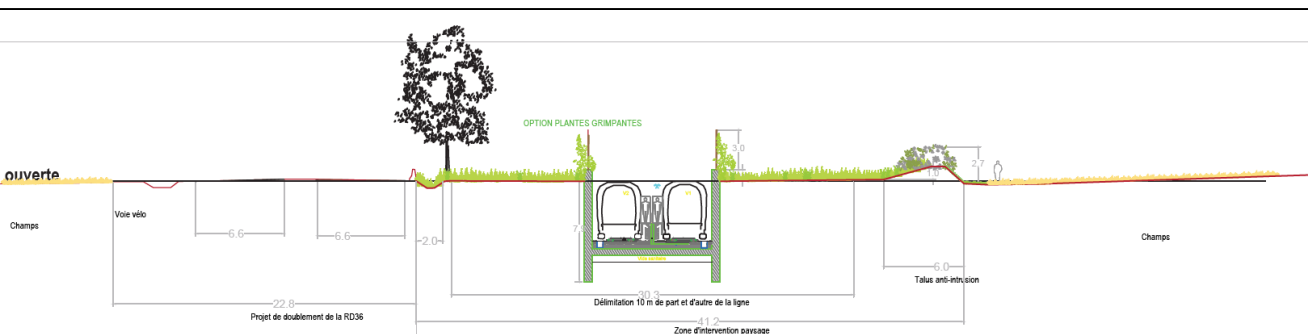 OPTION PLANTES GRIMPANTES
3.0
2.7
1.6
ouverte
Voie vélo
Champs
6.6
6.6
2.0
Champs
6.0
Talus anti-intrusion
30.3
Délimitation 10 m de part et d'autre de la ligne
22.8
Projet de doublement de la RD36
41.2
Zone d'intervention paysage